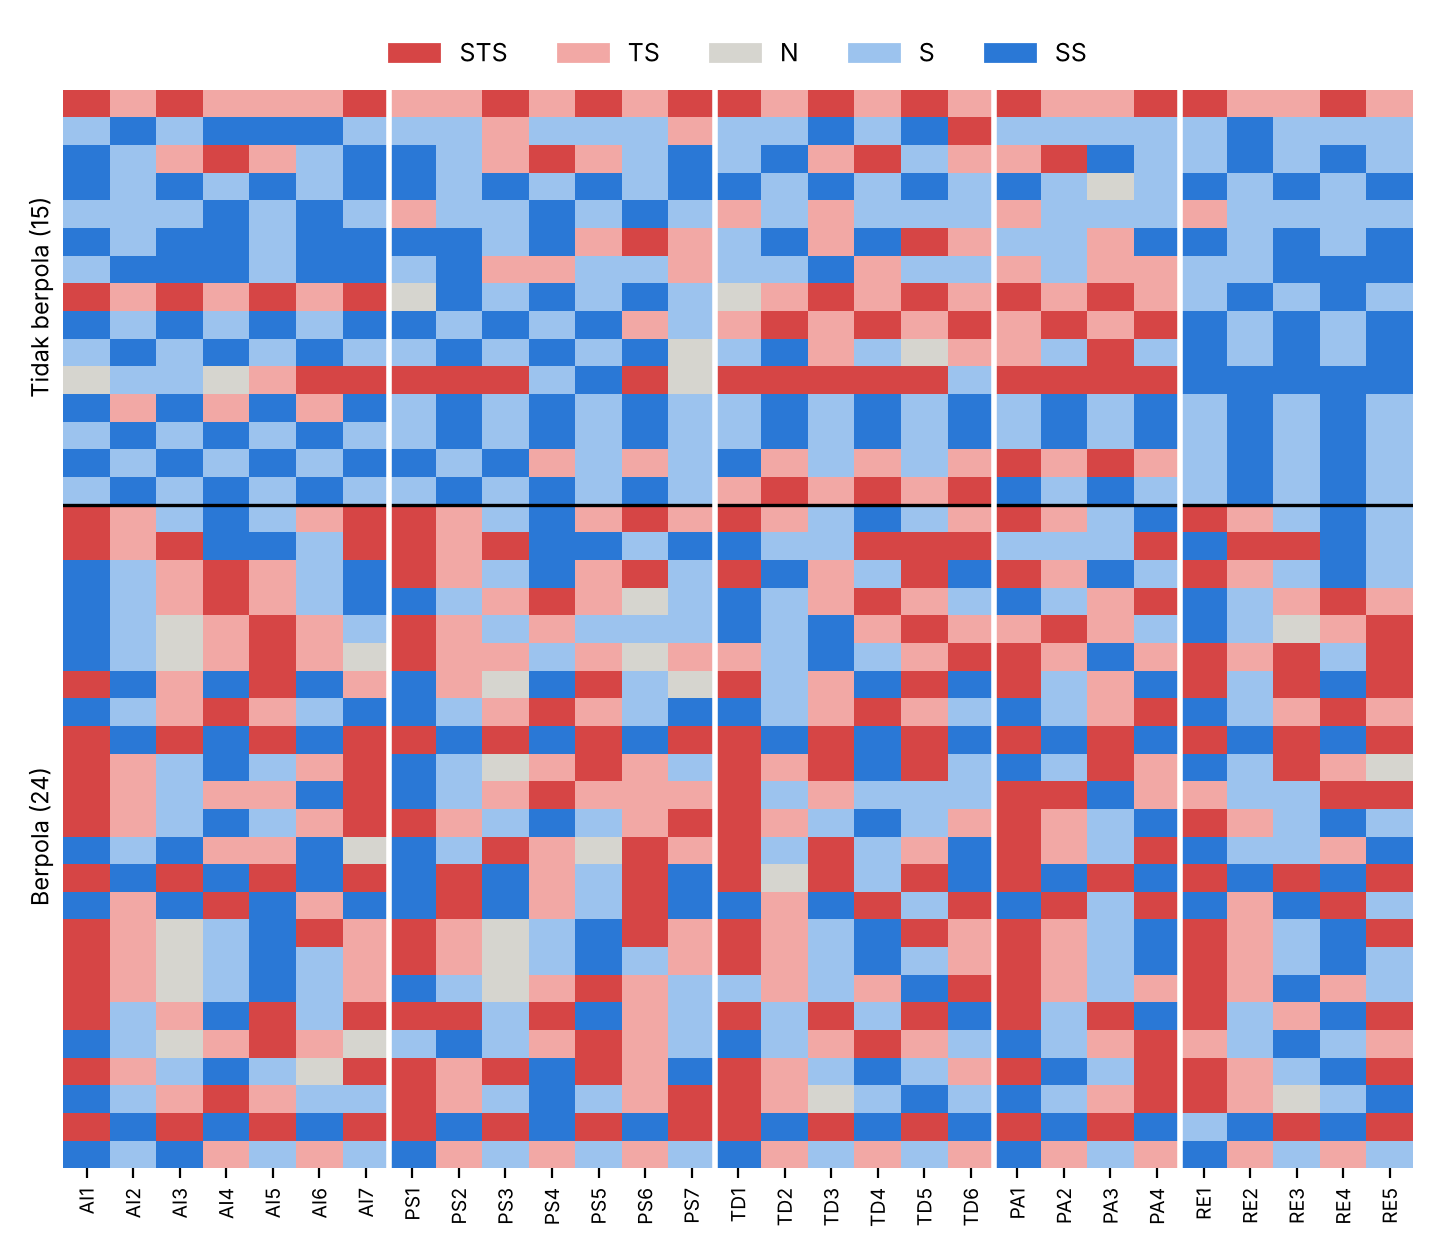 STS TS N S SS
Tidak berpola (15)
Berpola (24)
AI1 AI2 AI3 AI4 AI5 AI6 AI7 PS1 PS2 PS3 PS4 PS5 PS6 PS7 TD1 TD2 TD3 TD4 TD5 TD6 PA1 PA2 PA3 PA4 RE1 RE2 RE3 RE4 RE5